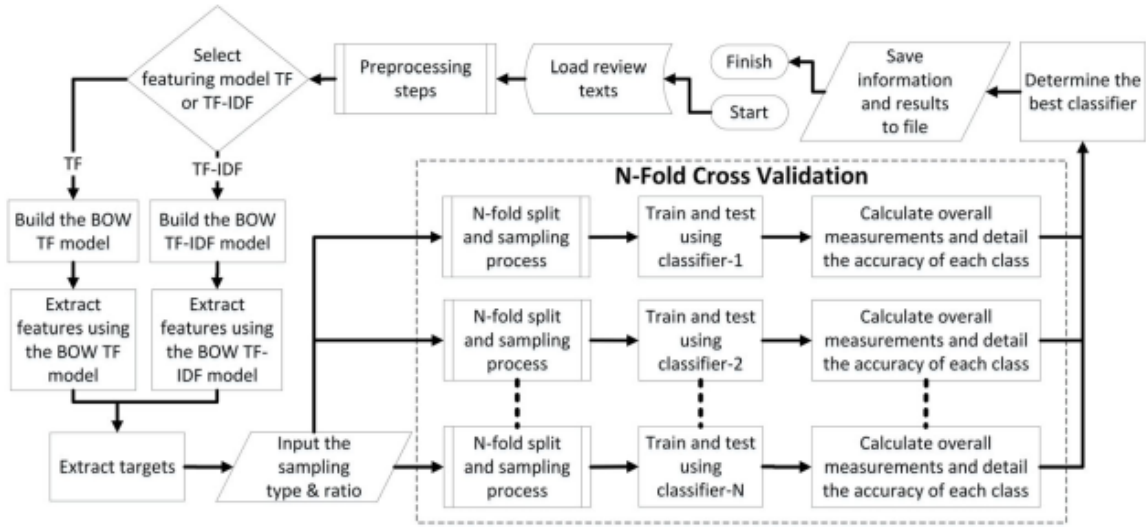 Select
featuring model TF
or TF-IDF
Preprocessing
steps
Load review
texts
Finish
Start
Save
information
and results
to file
Determine the
best classifier
TF
TF-IDF
Build the BOW
TF model
Build the BOW
TF-IDF model
Extract
features using
the BOW TF
model
Extract
features using
the BOW TF-
IDF model
Extract targets
Input the
sampling
type & ratio
N-Fold Cross Validation
N-fold split
and sampling
process
Train and test
using
classifier-1
Calculate overall
measurements and detail
the accuracy of each class
N-fold split
and sampling
process
Train and test
using
classifier-2
Calculate overall
measurements and detail
the accuracy of each class
N-fold split
and sampling
process
Train and test
using
classifier-N
Calculate overall
measurements and detail
the accuracy of each class